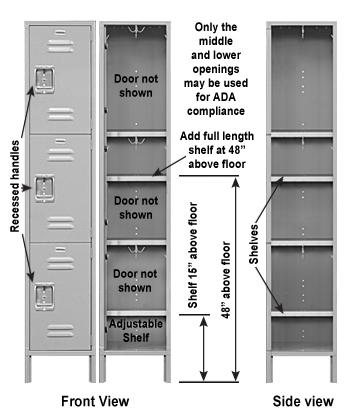 Only the
middle
and lower
openings
may be used
for ADA
compliance
Door not
shown
Add full length
shelf at 48"
above floor
Recessed handles
Door not
shown
Shelf 15" above floor
48" above floor
Shelves
Door not
shown
Adjustable
Shelf
Front View
Side view